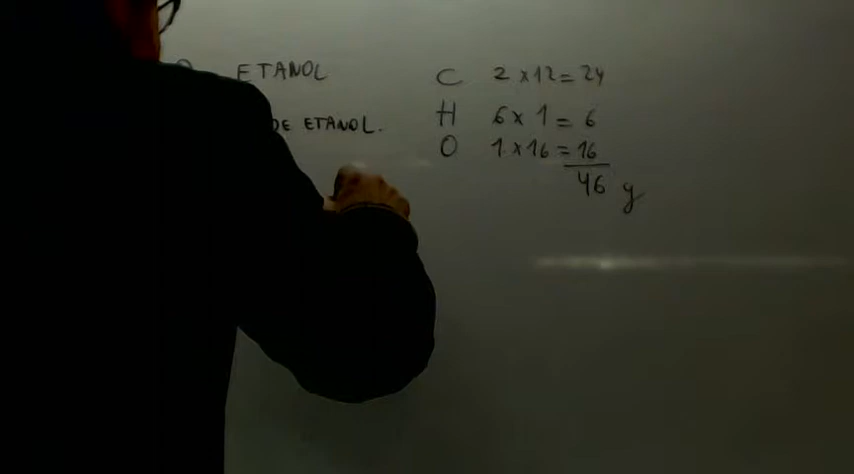 ETANOL
DE ETANOL.
C 2 x 12 = 24
H 6 x 1 = 6
O 1 x 16 = 16
46 g